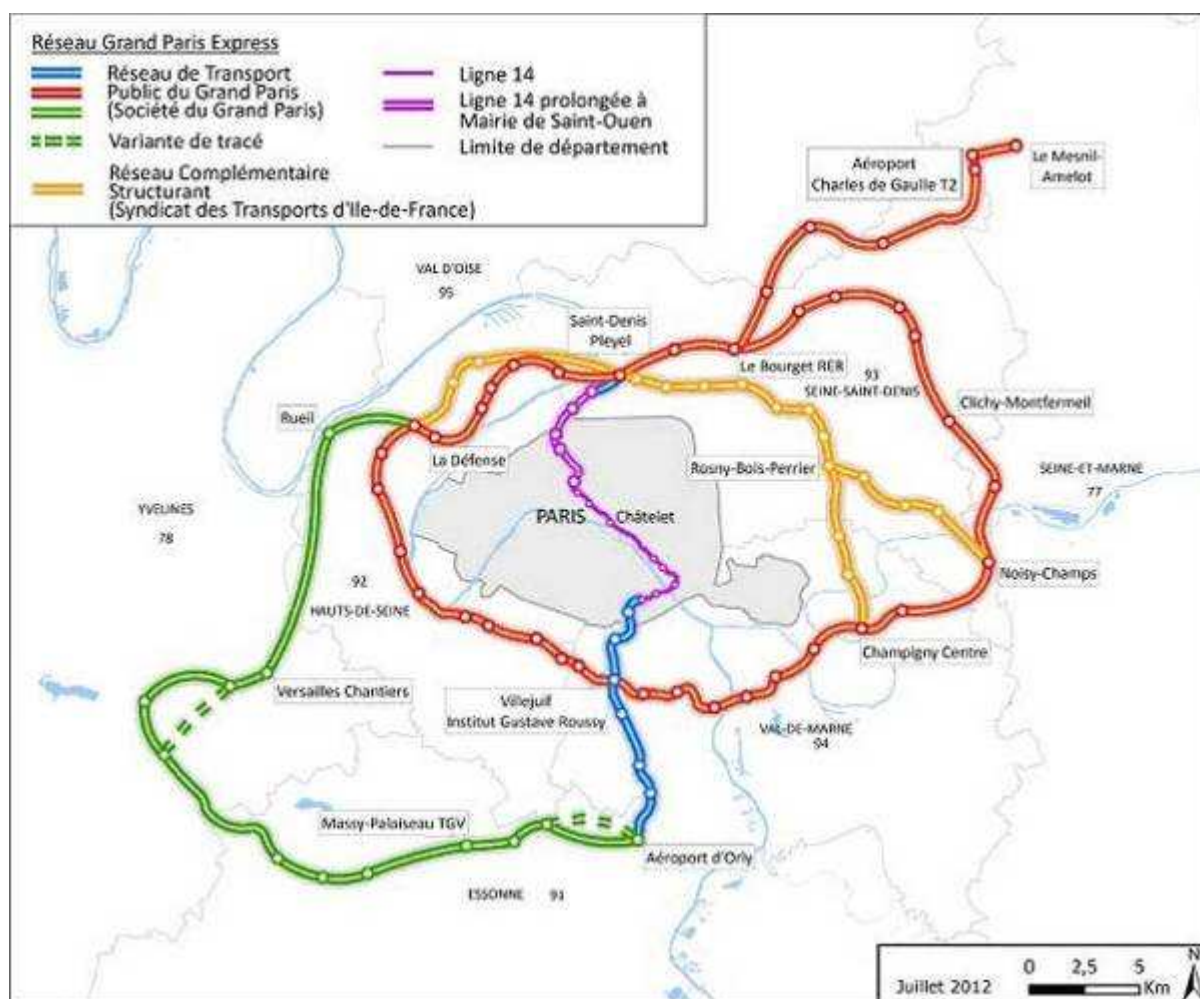 Réseau Grand Paris Express
Réseau de Transport
Public du Grand Paris
(Société du Grand Paris)
Variante de tracé
Réseau Complémentaire
Structurant
(Syndicat des Transports d'Ile-de-France)
Ligne 14
Ligne 14 prolongée à
Mairie de Saint-Ouen
Limite de département
Aéroport
Charles de Gaulle T2
Le Mesnil-
Amelot
VAL D'OISE
95
Saint-Denis
Pleyel
Le Bourget RER
93
SEINE-SAINT-DENIS
Clichy-Montfermeil
Rueil
La Défense
Rosny-Bois-Perrier
SEINE-ET-MARNE
77
YVELINES
78
PARIS
Châtelet
92
HAUTS-DE-SEINE
Noisy-Champs
Champigny Centre
Versailles Chantiers
Villejuif
Institut Gustave Roussy
VAL-DE-MARNE
94
Massy-Palaiseau TGV
Aéroport d'Orly
ESSONNE 91
Juillet 2012
0 2,5 5
Km
N